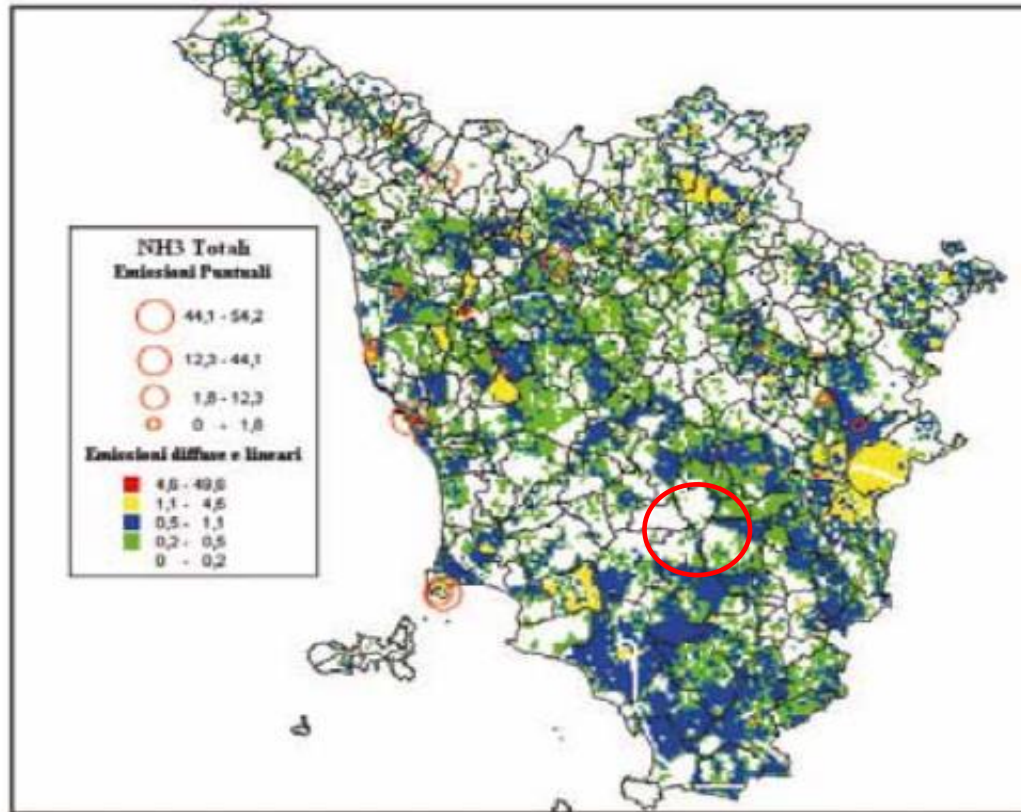 NH3 Totali
Emissioni Puntuali
44,1 - 54,2
12,3 - 44,1
1,8 - 12,3
0 - 1,8
Emissioni diffuse e lineari
4,6 - 49,6
1,1 - 4,6
0,5 - 1,1
0,2 - 0,5
0 - 0,2